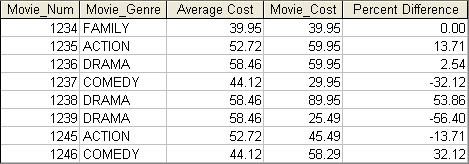 Movie_Num Movie_Genre Average Cost Movie_Cost Percent Difference
1234 FAMILY 39.95 39.95 0.00
1235 ACTION 52.72 59.95 13.71
1236 DRAMA 58.46 59.95 2.54
1237 COMEDY 44.12 29.95 -32.12
1238 DRAMA 58.46 89.95 53.86
1239 DRAMA 58.46 25.49 -56.40
1245 ACTION 52.72 45.49 -13.71
1246 COMEDY 44.12 58.29 32.12